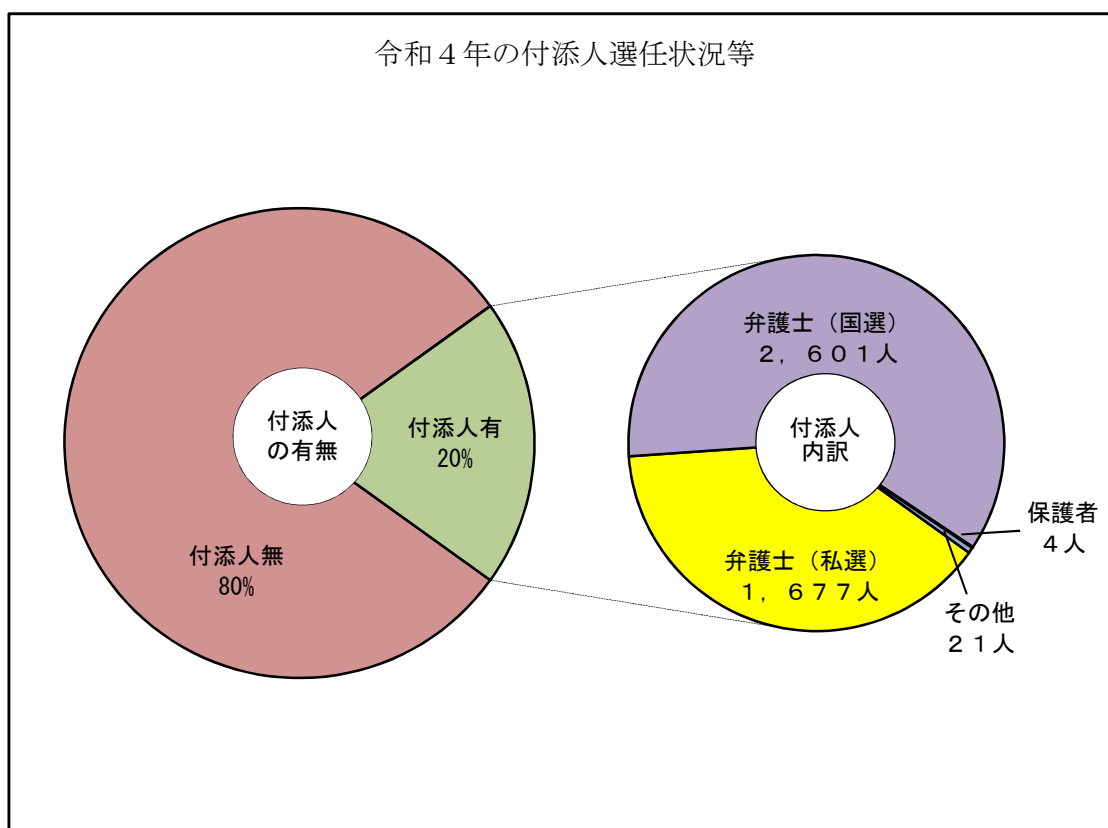 令和４年の付添人選任状況等
付添人
の有無
付添人有
20%
付添人無
80%
弁護士（国選）
２，６０１人
付添人
内訳
保護者
４人
弁護士（私選）
１，６７７人
その他
２１人